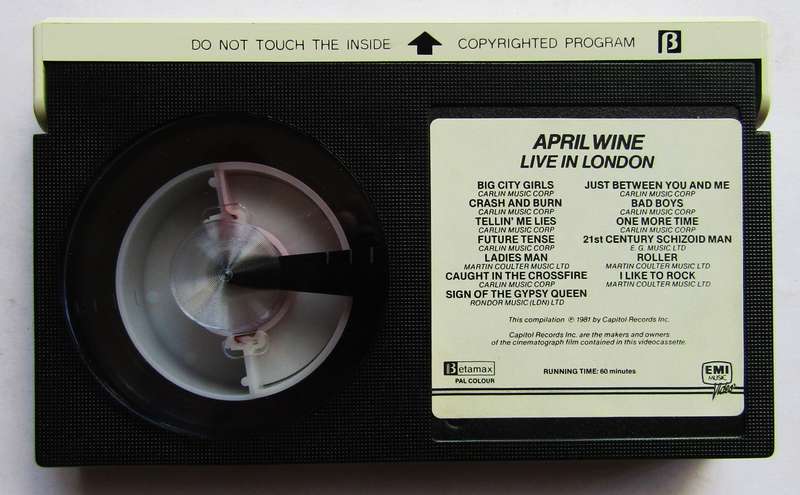 DO NOT TOUCH THE INSIDE COPYRIGHTED PROGRAM β
APRIL WINE
LIVE IN LONDON
BIG CITY GIRLS
CARLIN MUSIC CORP
CRASH AND BURN
CARLIN MUSIC CORP
TELLIN' ME LIES
CARLIN MUSIC CORP
FUTURE TENSE
CARLIN MUSIC CORP
LADIES MAN
MARTIN COULTER MUSIC LTD
CAUGHT IN THE CROSSFIRE
CARLIN MUSIC CORP
SIGN OF THE GYPSY QUEEN
RONDOR MUSIC (LDN) LTD
JUST BETWEEN YOU AND ME
CARLIN MUSIC CORP
BAD BOYS
CARLIN MUSIC CORP
ONE MORE TIME
CARLIN MUSIC CORP
21st CENTURY SCHIZOID MAN
E. G. MUSIC LTD
ROLLER
MARTIN COULTER MUSIC LTD
I LIKE TO ROCK
MARTIN COULTER MUSIC LTD
This compilation ℗ 1981 by Capitol Records Inc.
Capitol Records Inc. are the makers and owners
of the cinematograph film contained in this videocassette.
Betamax
PAL COLOUR
RUNNING TIME: 60 minutes
EMI
MUSIC
Video